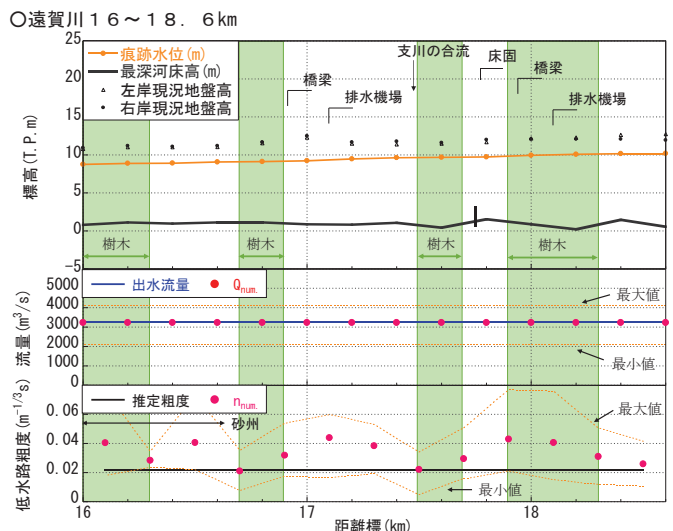 ○遠賀川16〜18.6km
25
20
15
10
5
0
-5
標高(T.P.m)
痕跡水位(m)
最深河床高(m)
左岸現況地盤高
右岸現況地盤高
橋梁
排水機場
支川の合流
床固
橋梁
排水機場
樹木
樹木
樹木
樹木
5000
4000
3000
2000
1000
0
流量(m³/s)
出水流量
Qnum.
最大値
最小値
0.06
0.04
0.02
0
低水路粗度(m-1/3s)
推定粗度
nnum.
砂州
最大値
最小値
16
17
18
距離標(km)